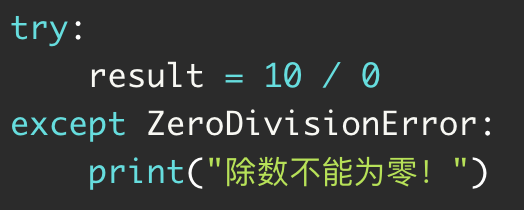 try:
    result = 10 / 0
except ZeroDivisionError:
    print("除数不能为零！")